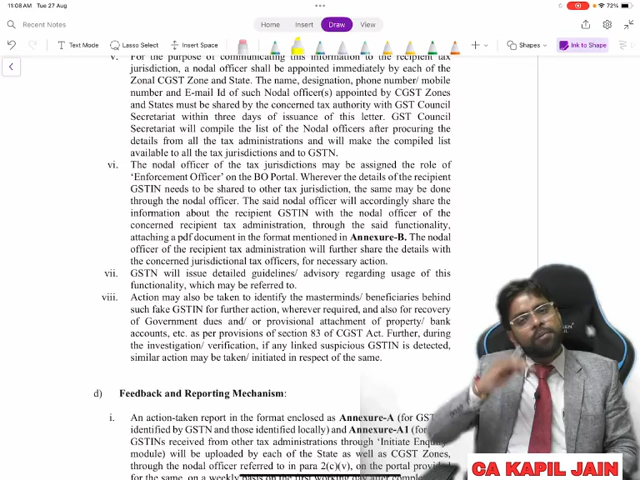 11:08 AM Tue 27 Aug
72%
Recent Notes
Home Insert Draw View
Text Mode Lasso Select Insert Space Shapes Ink to Shape
v. For the purpose of communicating this information to the recipient tax
jurisdiction, a nodal officer shall be appointed immediately by each of the
Zonal CGST Zone and State. The name, designation, phone number/ mobile
number and E-mail Id of such Nodal officer(s) appointed by CGST Zones
and States must be shared by the concerned tax authority with GST Council
Secretariat within three days of issuance of this letter. GST Council
Secretariat will compile the list of the Nodal officers after procuring the
details from all the tax administrations and will make the compiled list
available to all the tax jurisdictions and to GSTN.
vi. The nodal officer of the tax jurisdictions may be assigned the role of
‘Enforcement Officer’ on the BO Portal. Wherever the details of the recipient
GSTIN needs to be shared to other tax jurisdiction, the same may be done
through the nodal officer. The said nodal officer will accordingly share the
information about the recipient GSTIN with the nodal officer of the
concerned recipient tax administration, through the said functionality,
attaching a pdf document in the format mentioned in Annexure-B. The nodal
officer of the recipient tax administration will further share the details with
the concerned jurisdictional tax officers, for necessary action.
vii. GSTN will issue detailed guidelines/ advisory regarding usage of this
functionality, which may be referred to.
viii. Action may also be taken to identify the masterminds/ beneficiaries behind
such fake GSTIN for further action, wherever required, and also for recovery
of Government dues and/ or provisional attachment of property/ bank
accounts, etc. as per provisions of section 83 of CGST Act. Further, during
the investigation/ verification, if any linked suspicious GSTIN is detected,
similar action may be taken/ initiated in respect of the same.
d) Feedback and Reporting Mechanism:
i. An action-taken report in the format enclosed as Annexure-A (for GST
identified by GSTN and those identified locally) and Annexure-A1 (for
GSTINs received from other tax administrations through ‘Initiate Enqu
module) will be uploaded by each of the State as well as CGST Zones,
through the nodal officer referred to in para 2(c)(v), on the portal provid
for the same, on a weekly basis on the first working day after
CA KAPIL JAIN